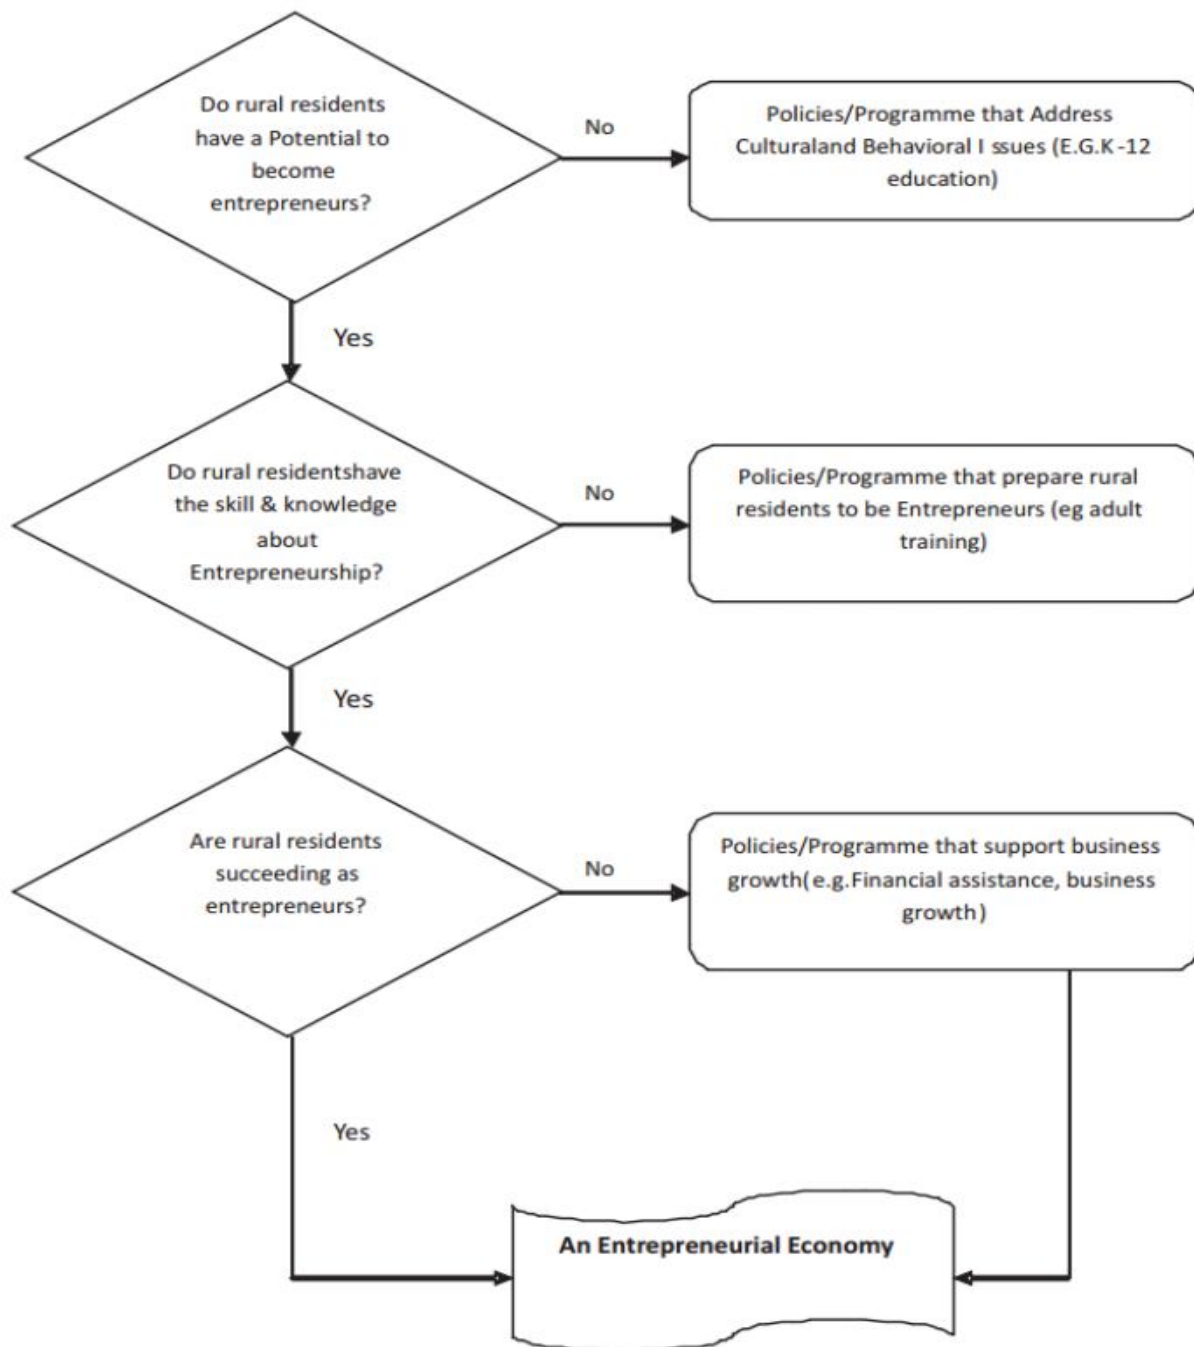 Do rural residents
have a Potential to
become
entrepreneurs?
No
Policies/Programme that Address
Culturaland Behavioral I ssues (E.G.K-12
education)
Yes
Do rural residentshave
the skill & knowledge
about
Entrepreneurship?
No
Policies/Programme that prepare rural
residents to be Entrepreneurs (eg adult
training)
Yes
Are rural residents
succeeding as
entrepreneurs?
No
Policies/Programme that support business
growth(e.g.Financial assistance, business
growth)
Yes
An Entrepreneurial Economy